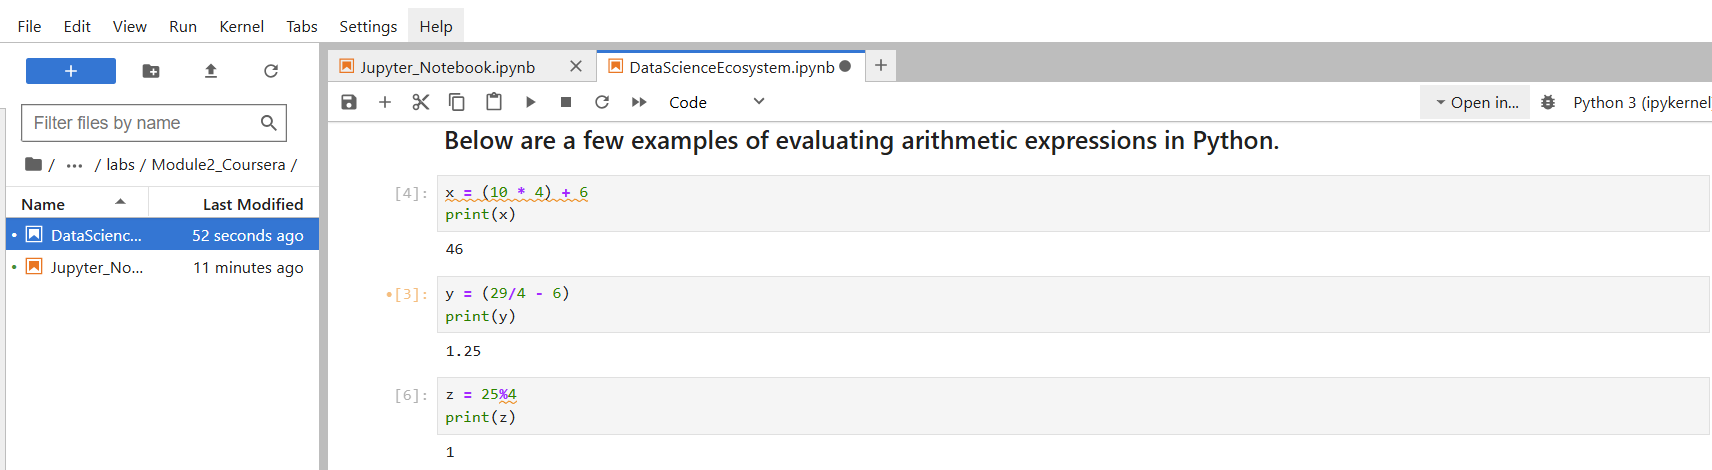 File Edit View Run Kernel Tabs Settings Help
+
Filter files by name
/ ... / labs / Module2_Coursera /
Name Last Modified
DataScienc... 52 seconds ago
Jupyter_No... 11 minutes ago
Jupyter_Notebook.ipynb DataScienceEcosystem.ipynb
Code Open in... Python 3 (ipykernel
Below are a few examples of evaluating arithmetic expressions in Python.
[4]: x = (10 * 4) + 6
print(x)
46
[3]: y = (29/4 - 6)
print(y)
1.25
[6]: z = 25%4
print(z)
1